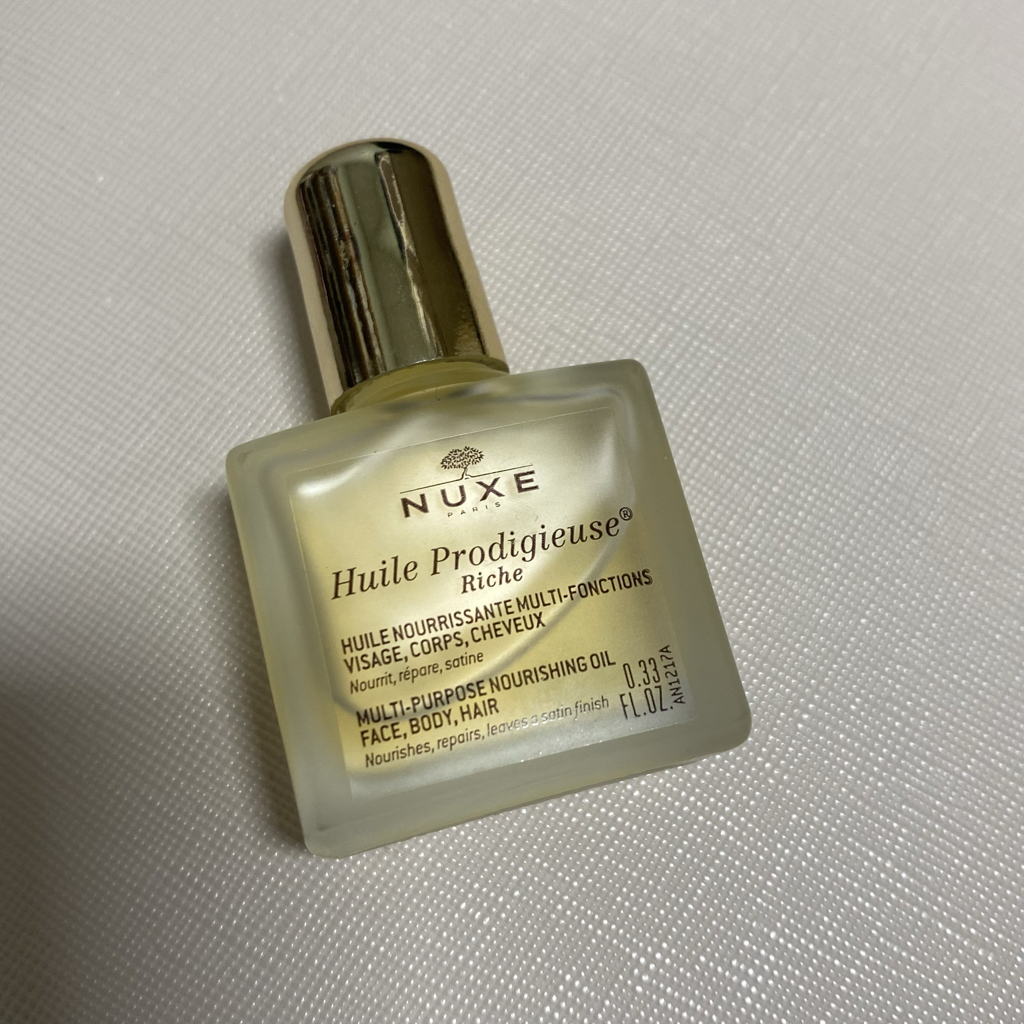 NUXE
PARIS
Huile Prodigieuse®
Riche
HUILE NOURRISSANTE MULTI-FONCTIONS
VISAGE, CORPS, CHEVEUX
Nourrit, répare, satine
MULTI-PURPOSE NOURISHING OIL
FACE, BODY, HAIR
Nourishes, repairs, leaves a satin finish
0.33
FL.OZ.
AN1217A